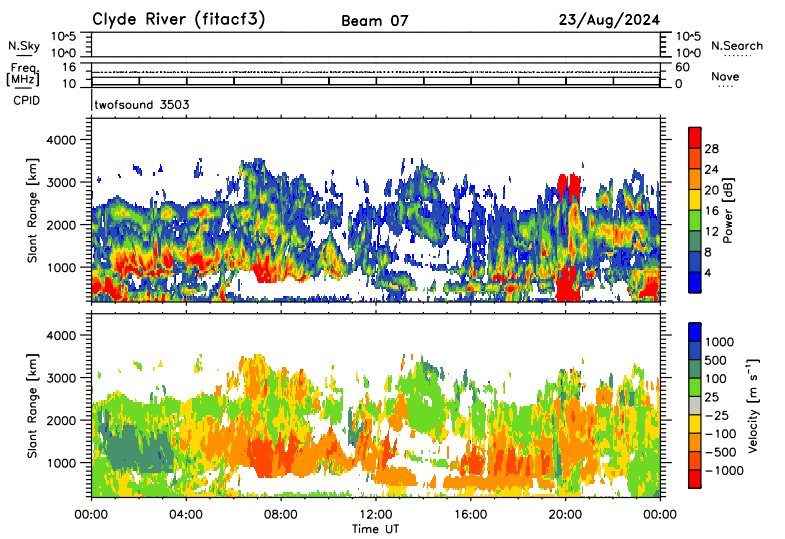 Clyde River (fitacf3) Beam 07 23/Aug/2024
N.Sky 10^5 10^0 10^5 10^0 N.Search
Freq. [MHz] 16 10 60 0 Nave
CPID twofsound 3503
Slant Range [km]
4000
3000
2000
1000
28
24
20
16
12
8
4
Power [dB]
Slant Range [km]
4000
3000
2000
1000
1000
500
100
25
−25
−100
−500
−1000
Velocity [m s⁻¹]
00:00 04:00 08:00 12:00 16:00 20:00 00:00
Time UT